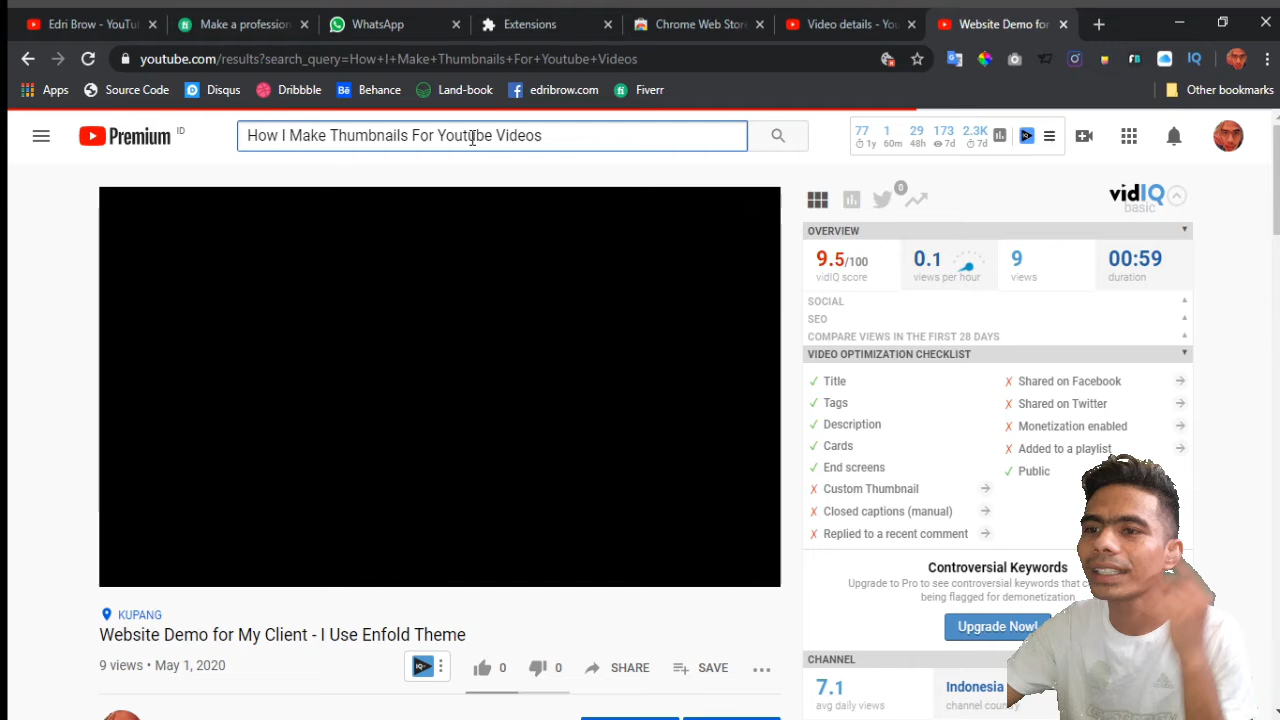 Edri Brow - YouTu
Make a profession
WhatsApp
Extensions
Chrome Web Store
Video details - You
Website Demo for
youtube.com/results?search_query=How+I+Make+Thumbnails+For+Youtube+Videos
Apps
Source Code
Disqus
Dribbble
Behance
Land-book
edribrow.com
Fiverr
Other bookmarks
Premium ID
How I Make Thumbnails For Youtube Videos
77 1 29 173 2.3K
1y 60m 48h 7d 7d
0
vidIQ
basic
OVERVIEW
9.5/100 0.1 9 00:59
vidIQ score views per hour views duration
SOCIAL
SEO
COMPARE VIEWS IN THE FIRST 28 DAYS
VIDEO OPTIMIZATION CHECKLIST
Title
Tags
Description
Cards
End screens
Custom Thumbnail
Closed captions (manual)
Replied to a recent comment
Shared on Facebook
Shared on Twitter
Monetization enabled
Added to a playlist
Public
Controversial Keywords
Upgrade to Pro to see controversial keywords that c
being flagged for demonetization
Upgrade Now!
CHANNEL
7.1 Indonesia
avg daily views channel country
KUPANG
Website Demo for My Client - I Use Enfold Theme
9 views • May 1, 2020
0 0 SHARE SAVE